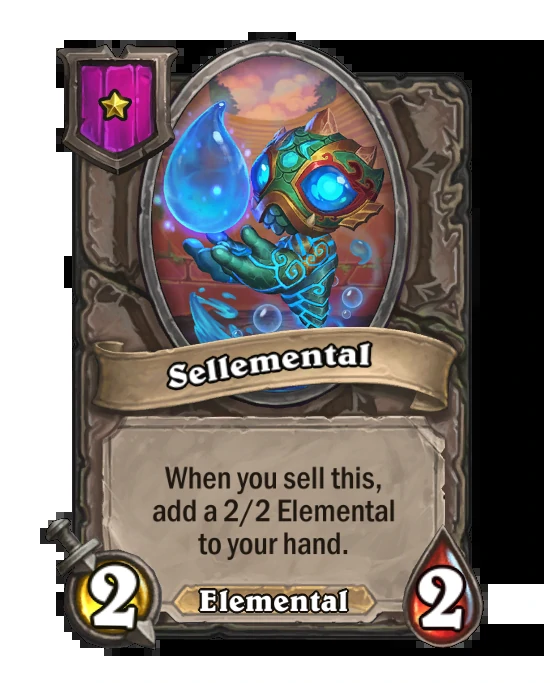 Sellemental
When you sell this,
add a 2/2 Elemental
to your hand.
2
Elemental
2